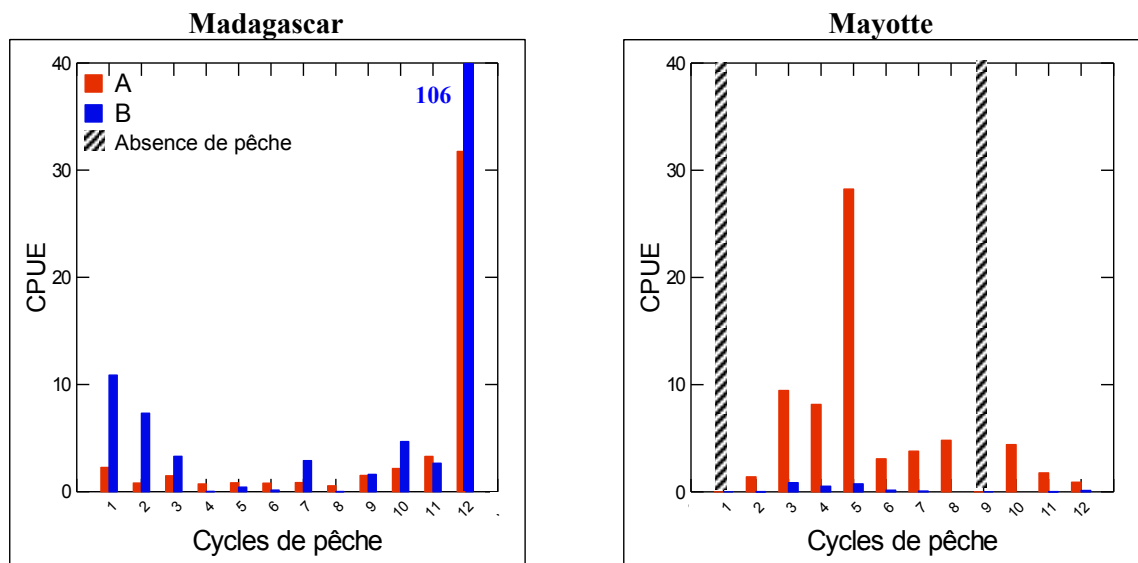 Madagascar
40
30
20
10
0
CPUE
A
B
Absence de pêche
106
1 2 3 4 5 6 7 8 9 10 11 12
Cycles de pêche
Mayotte
40
30
20
10
0
CPUE
1 2 3 4 5 6 7 8 9 10 11 12
Cycles de pêche